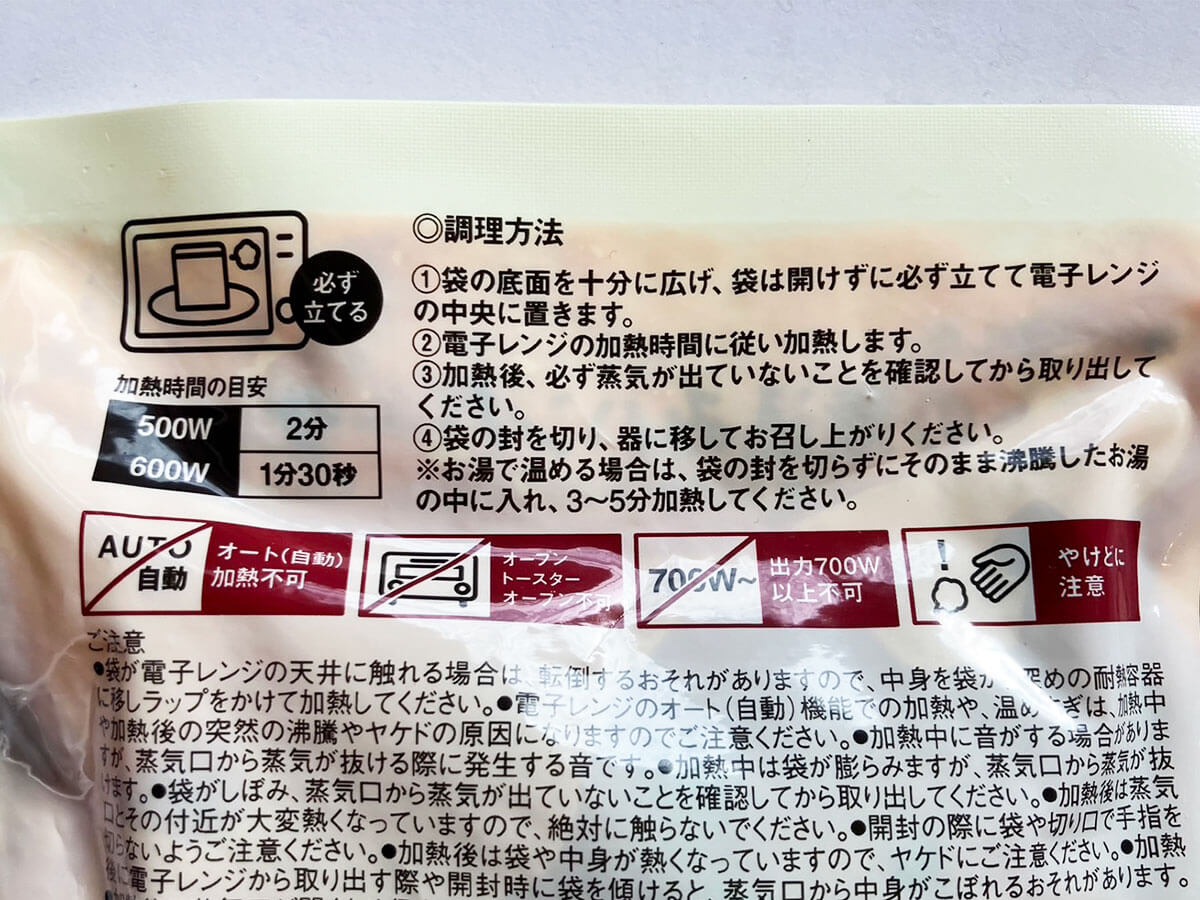 ◎調理方法
①袋の底面を十分に広げ、袋は開けずに必ず立てて電子レンジ
の中央に置きます。
②電子レンジの加熱時間に従い加熱します。
③加熱後、必ず蒸気が出ていないことを確認してから取り出して
ください。
④袋の封を切り、器に移してお召し上がりください。
※お湯で温める場合は、袋の封を切らずにそのまま沸騰したお湯
の中に入れ、3〜5分加熱してください。
必ず
立てる
加熱時間の目安
500W 2分
600W 1分30秒
AUTO
自動
オート(自動)
加熱不可
オーブン
トースター
オーブン不可
700W〜
出力700W
以上不可
!
やけどに
注意
ご注意
●袋が電子レンジの天井に触れる場合は、転倒するおそれがありますので、中身を袋から深めの耐熱容器
に移しラップをかけて加熱してください。●電子レンジのオート(自動)機能での加熱や、温めすぎは、加熱中
や加熱後の突然の沸騰やヤケドの原因になりますのでご注意ください。●加熱中に音がする場合がありま
すが、蒸気口から蒸気が抜ける際に発生する音です。●加熱中は袋が膨らみますが、蒸気口から蒸気が抜
けます。●袋がしぼみ、蒸気口から蒸気が出ていないことを確認してから取り出してください。●加熱後は蒸気
口とその付近が大変熱くなっていますので、絶対に触らないでください。●開封の際に袋や切り口で手指を
切らないようご注意ください。●加熱後は袋や中身が熱くなっていますので、ヤケドにご注意ください。●加熱
後に電子レンジから取り出す際や開封時に袋を傾けると、蒸気口から中身がこぼれるおそれがあります。